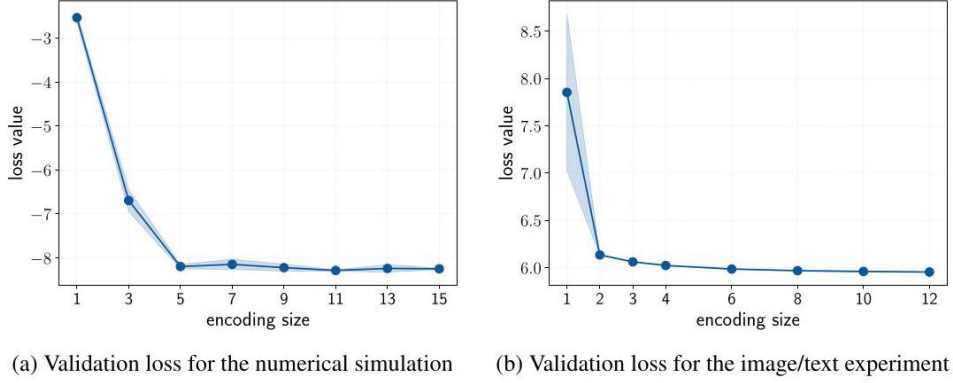 −3
−4
−5
−6
−7
−8
loss value
1 3 5 7 9 11 13 15
encoding size
(a) Validation loss for the numerical simulation
8.5
8.0
7.5
7.0
6.5
6.0
loss value
1 2 3 4 6 8 10 12
encoding size
(b) Validation loss for the image/text experiment